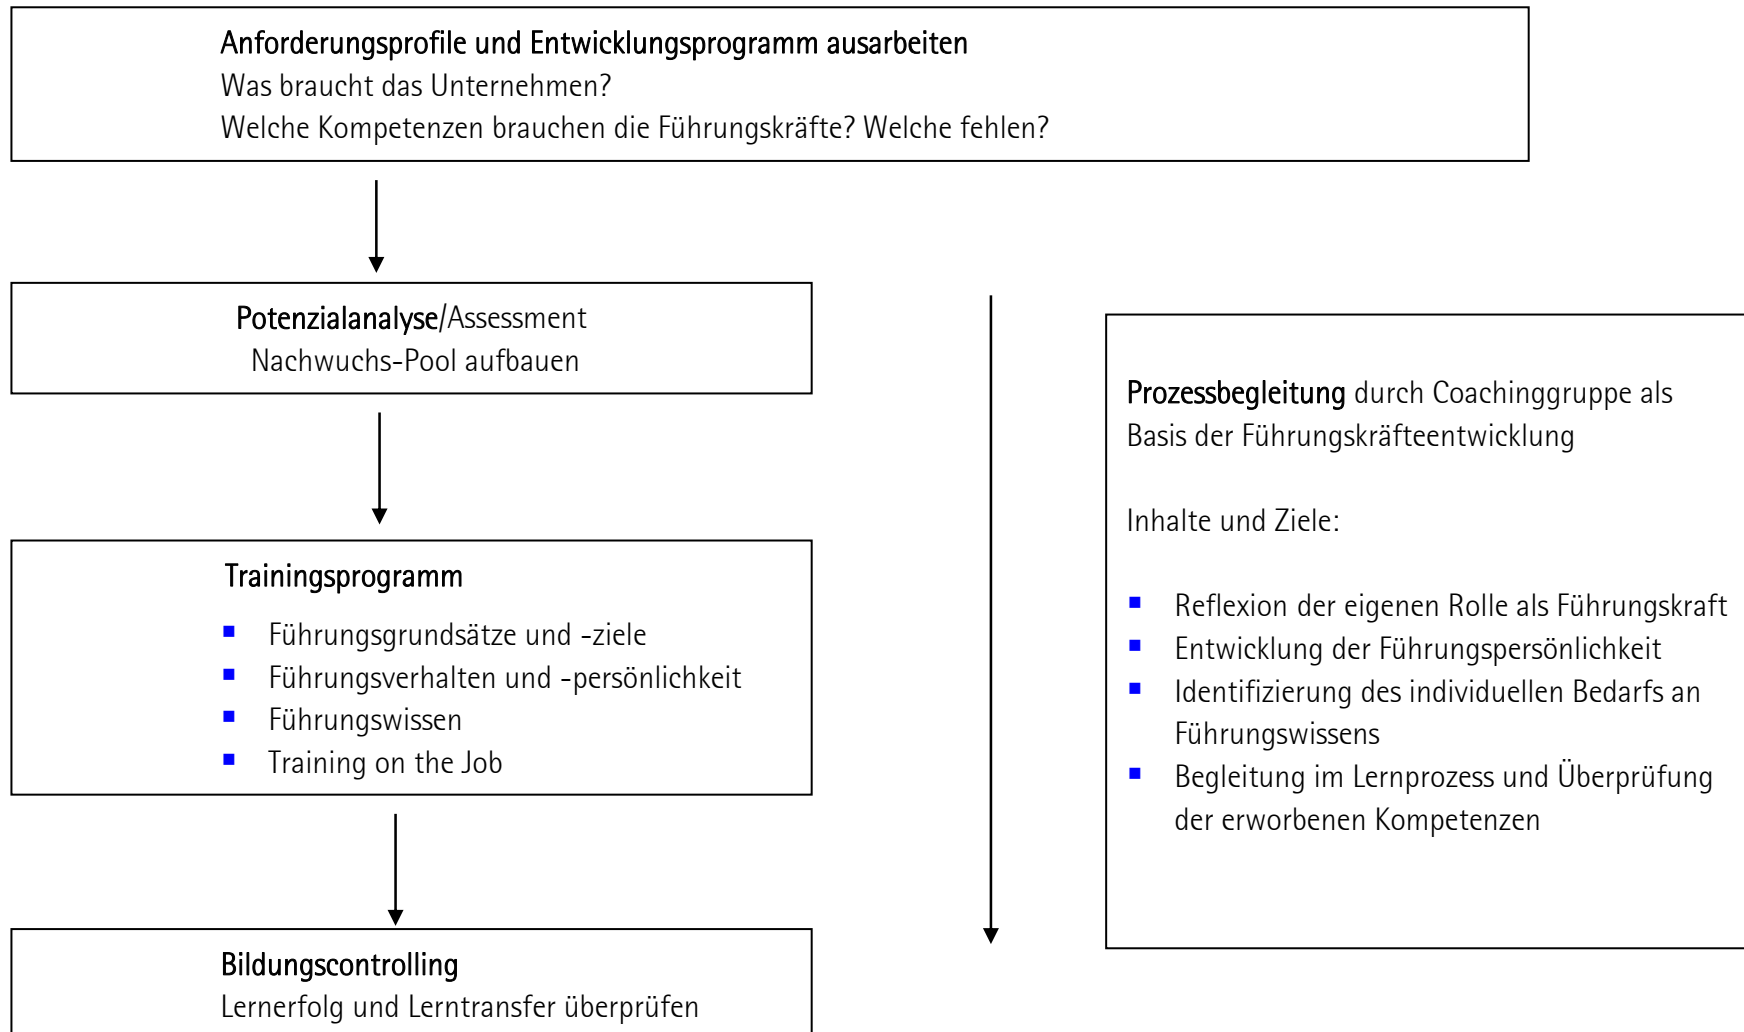 Anforderungsprofile und Entwicklungsprogramm ausarbeiten
Was braucht das Unternehmen?
Welche Kompetenzen brauchen die Führungskräfte? Welche fehlen?
Potenzialanalyse/Assessment
Nachwuchs-Pool aufbauen
Trainingsprogramm
Führungsgrundsätze und -ziele
Führungsverhalten und -persönlichkeit
Führungswissen
Training on the Job
Bildungscontrolling
Lernerfolg und Lerntransfer überprüfen
Prozessbegleitung durch Coachinggruppe als
Basis der Führungskräfteentwicklung
Inhalte und Ziele:
Reflexion der eigenen Rolle als Führungskraft
Entwicklung der Führungspersönlichkeit
Identifizierung des individuellen Bedarfs an
Führungswissens
Begleitung im Lernprozess und Überprüfung
der erworbenen Kompetenzen